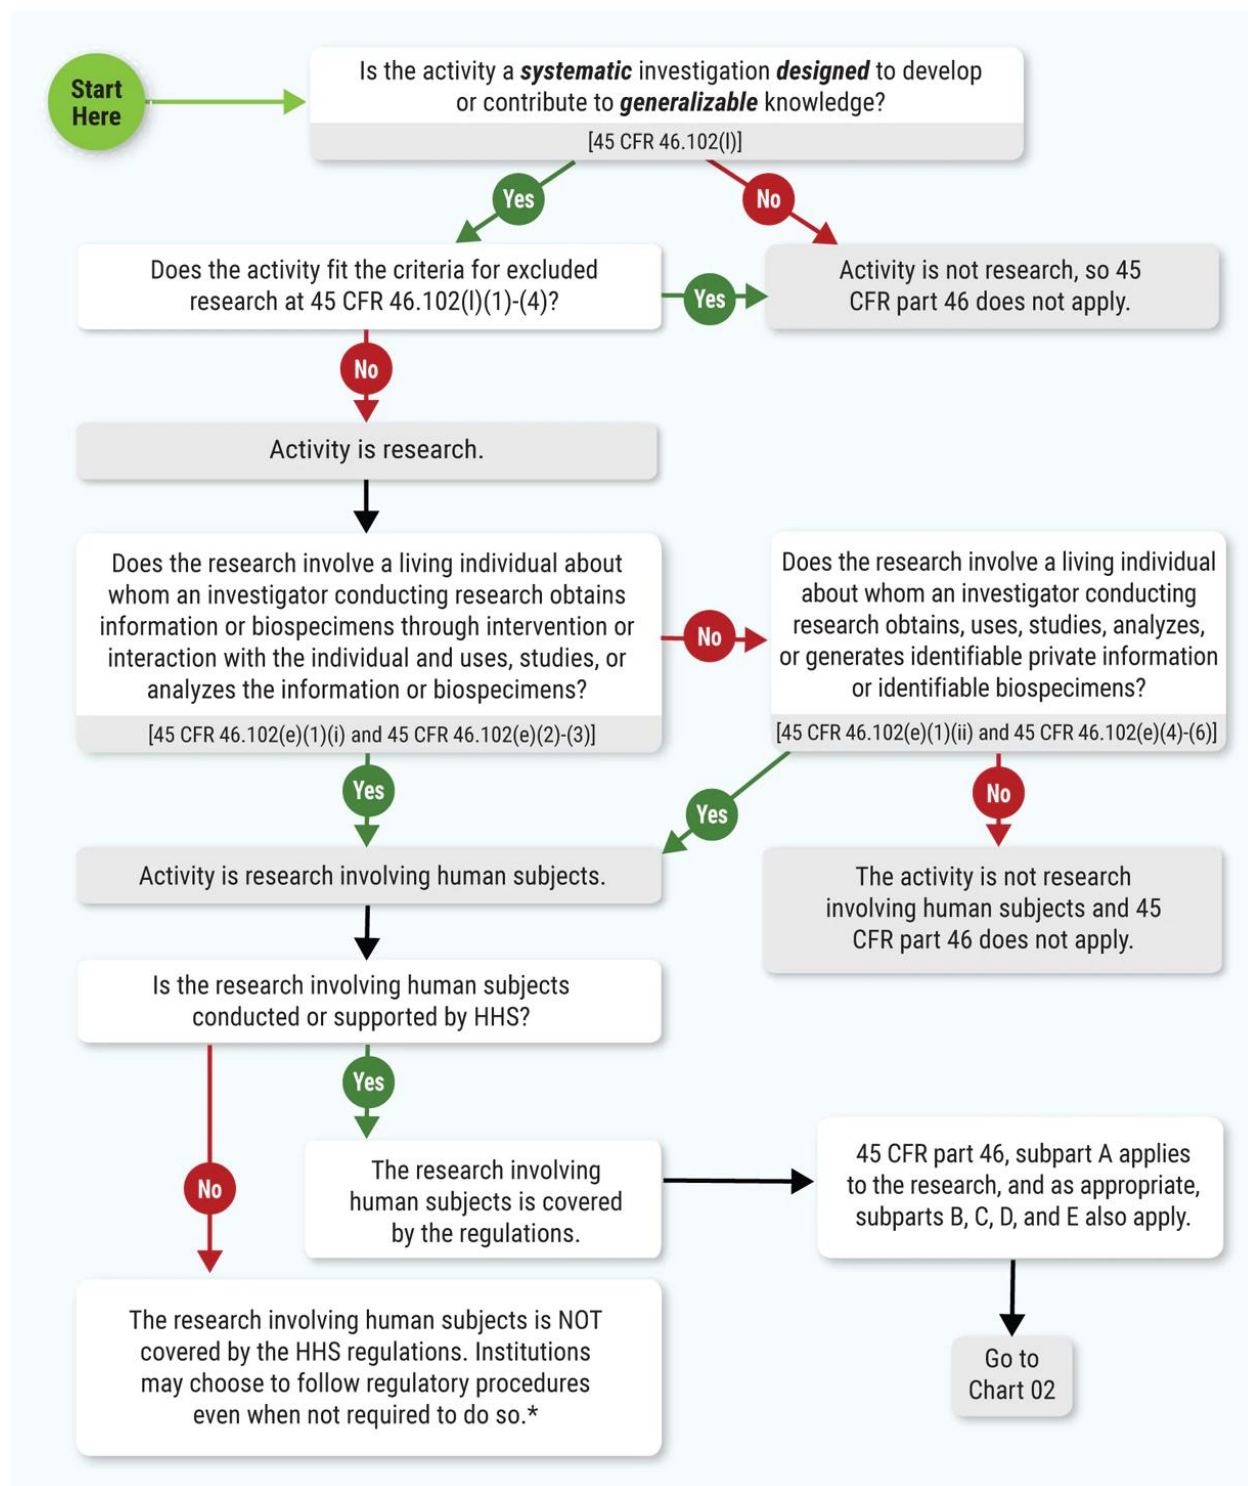 Start
Here
Is the activity a systematic investigation designed to develop
or contribute to generalizable knowledge?
[45 CFR 46.102(l)]
Yes
No
Does the activity fit the criteria for excluded
research at 45 CFR 46.102(l)(1)-(4)?
Yes
Activity is not research, so 45
CFR part 46 does not apply.
No
Activity is research.
Does the research involve a living individual about
whom an investigator conducting research obtains
information or biospecimens through intervention or
interaction with the individual and uses, studies, or
analyzes the information or biospecimens?
[45 CFR 46.102(e)(1)(i) and 45 CFR 46.102(e)(2)-(3)]
No
Does the research involve a living individual
about whom an investigator conducting
research obtains, uses, studies, analyzes,
or generates identifiable private information
or identifiable biospecimens?
[45 CFR 46.102(e)(1)(ii) and 45 CFR 46.102(e)(4)-(6)]
Yes
Yes
No
Activity is research involving human subjects.
The activity is not research
involving human subjects and 45
CFR part 46 does not apply.
Is the research involving human subjects
conducted or supported by HHS?
Yes
No
The research involving
human subjects is covered
by the regulations.
45 CFR part 46, subpart A applies
to the research, and as appropriate,
subparts B, C, D, and E also apply.
The research involving human subjects is NOT
covered by the HHS regulations. Institutions
may choose to follow regulatory procedures
even when not required to do so.*
Go to
Chart 02